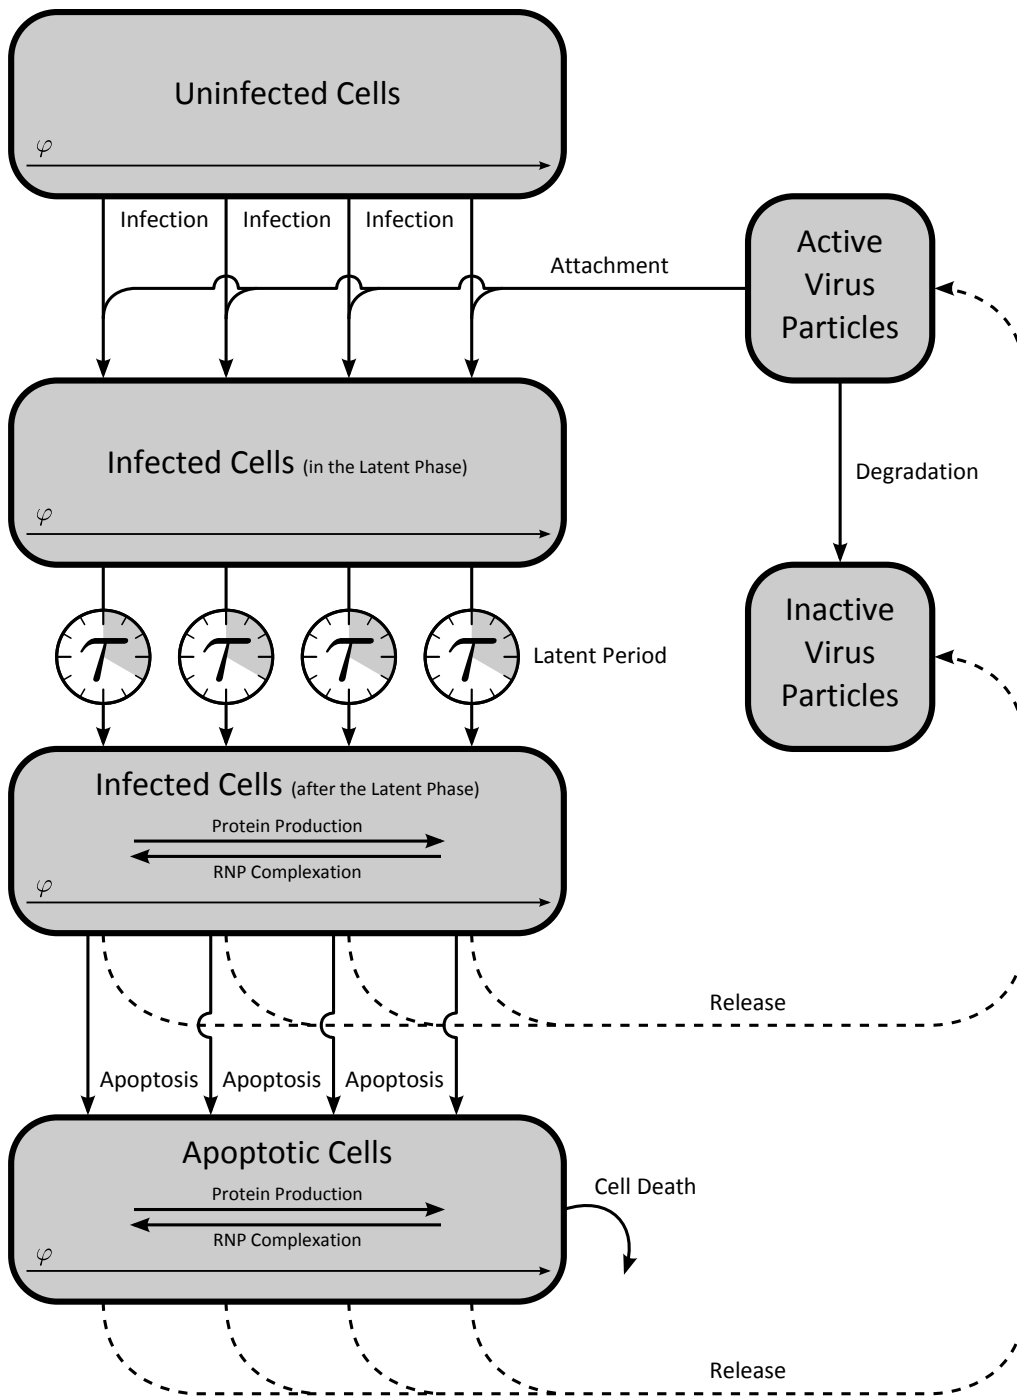 Uninfected Cells
φ
Infection Infection Infection
Attachment
Active
Virus
Particles
Infected Cells (in the Latent Phase)
φ
Degradation
τ τ τ τ
Latent Period
Inactive
Virus
Particles
Infected Cells (after the Latent Phase)
Protein Production
RNP Complexation
φ
Release
Apoptosis Apoptosis Apoptosis
Apoptotic Cells
Protein Production
RNP Complexation
φ
Cell Death
Release